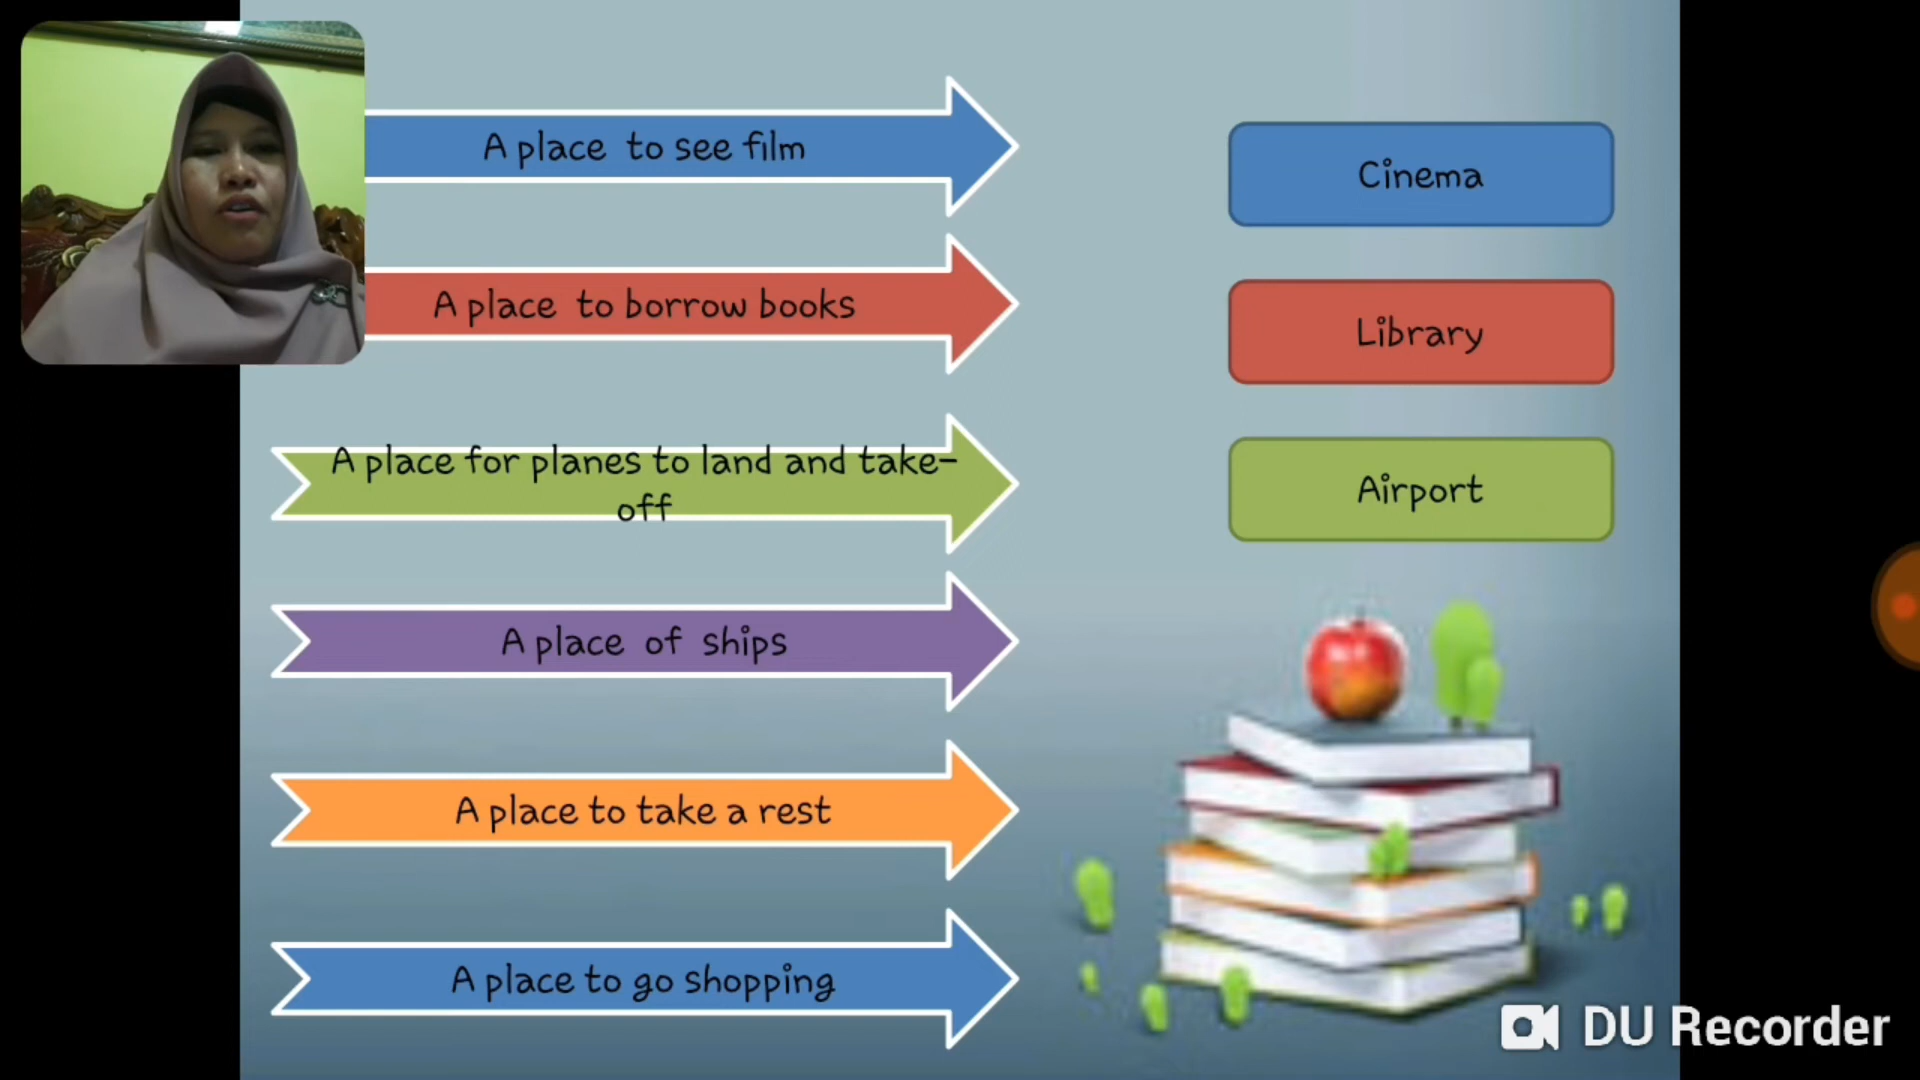 A place to see film
Cinema
A place to borrow books
Library
A place for planes to land and take-
off
Airport
A place of ships
A place to take a rest
A place to go shopping
DU Recorder